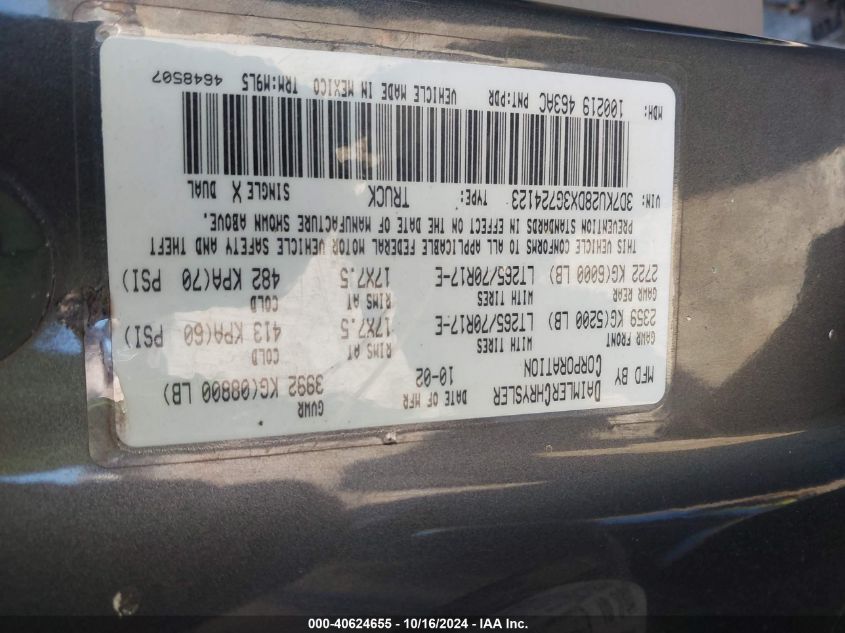 MFD BY DAIMLERCHRYSLER CORPORATION DATE OF MFR 10-02 GVWR 3992 KG(08800 LB)
GAWR FRONT WITH TIRES RIMS AT COLD
2359 KG(5200 LB) LT265/70R17-E 17X7.5 413 KPA(60 PSI)
GAWR REAR WITH TIRES RIMS AT COLD
2722 KG(6000 LB) LT265/70R17-E 17X7.5 482 KPA(70 PSI)
THIS VEHICLE CONFORMS TO ALL APPLICABLE FEDERAL MOTOR VEHICLE SAFETY AND THEFT
PREVENTION STANDARDS IN EFFECT ON THE DATE OF MANUFACTURE SHOWN ABOVE.
VIN: 3D7KU28DX3G724123 TYPE: TRUCK SINGLE X DUAL
MDH: 100219 463AC PNT:PDR VEHICLE MADE IN MEXICO TRM:M9L5 4648507
000-40624655 - 10/16/2024 - IAA Inc.